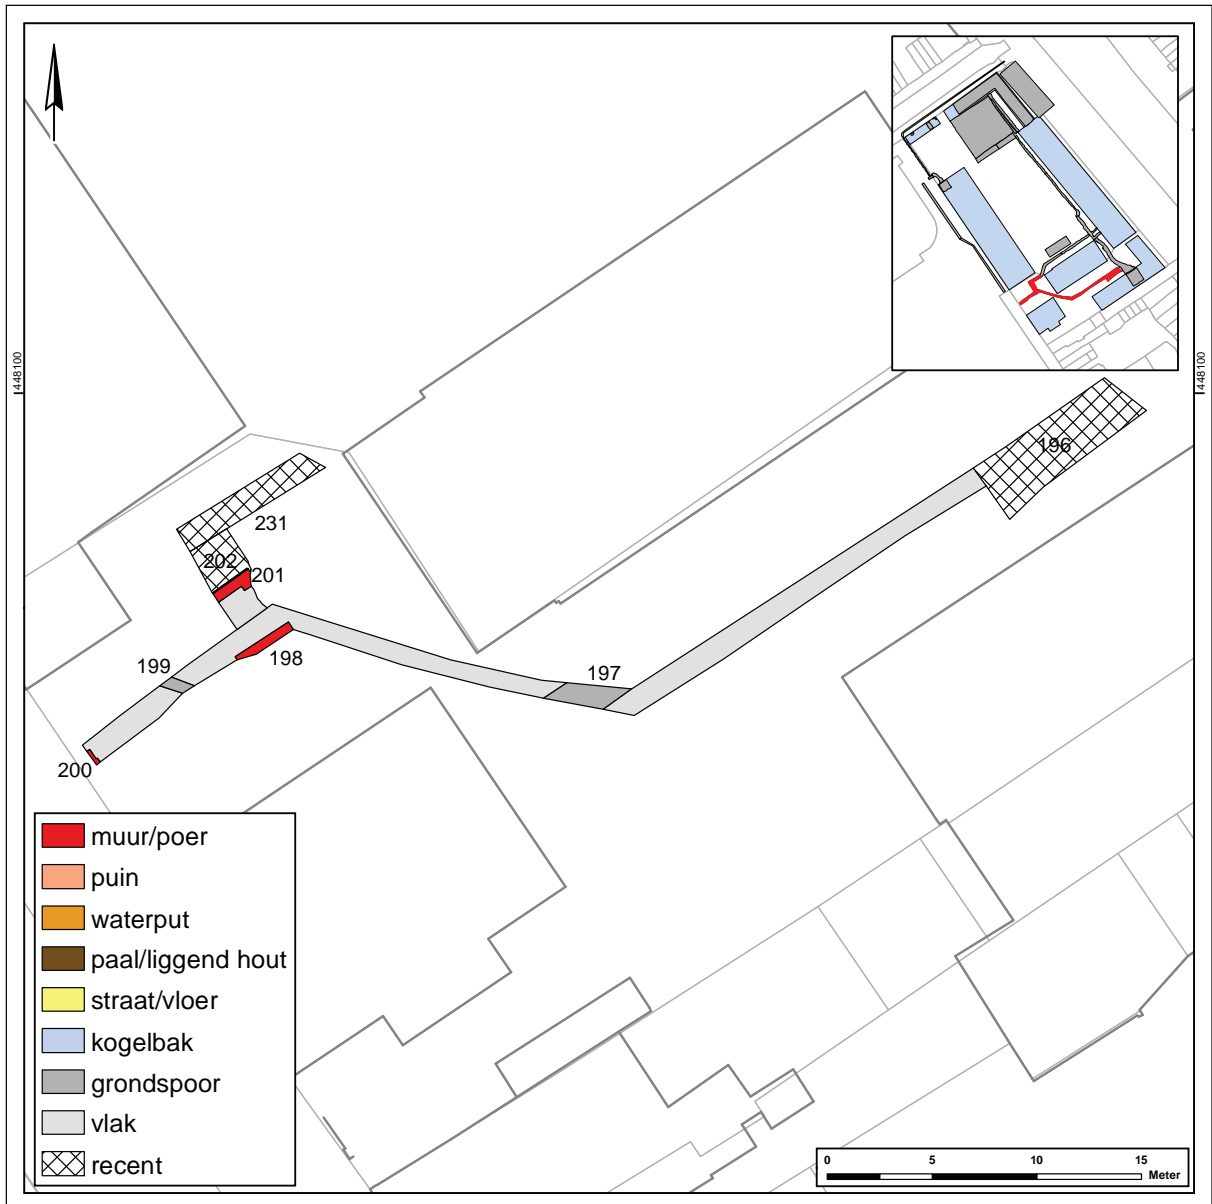 448100
448100
196
231
202
201
199
198
197
200
muur/poer
puin
waterput
paal/liggend hout
straat/vloer
kogelbak
grondspoor
vlak
recent
0 5 10 15
Meter